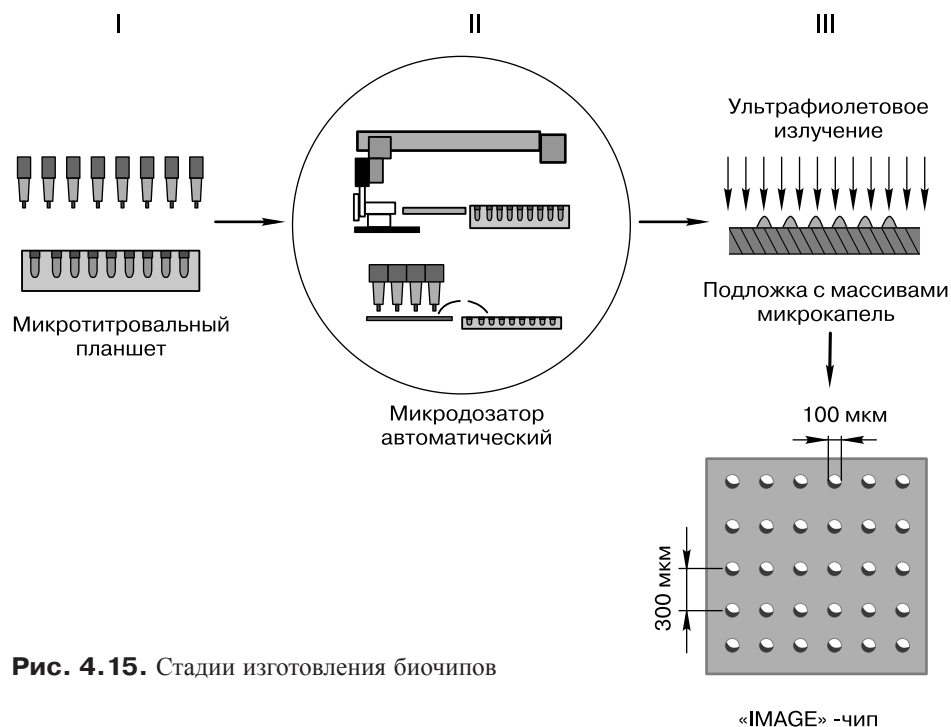 I
II
III
Микротитровальный
планшет
Микродозатор
автоматический
Ультрафиолетовое
излучение
Подложка с массивами
микрокапель
100 мкм
300 мкм
«IMAGE» -чип
Рис. 4.15. Стадии изготовления биочипов